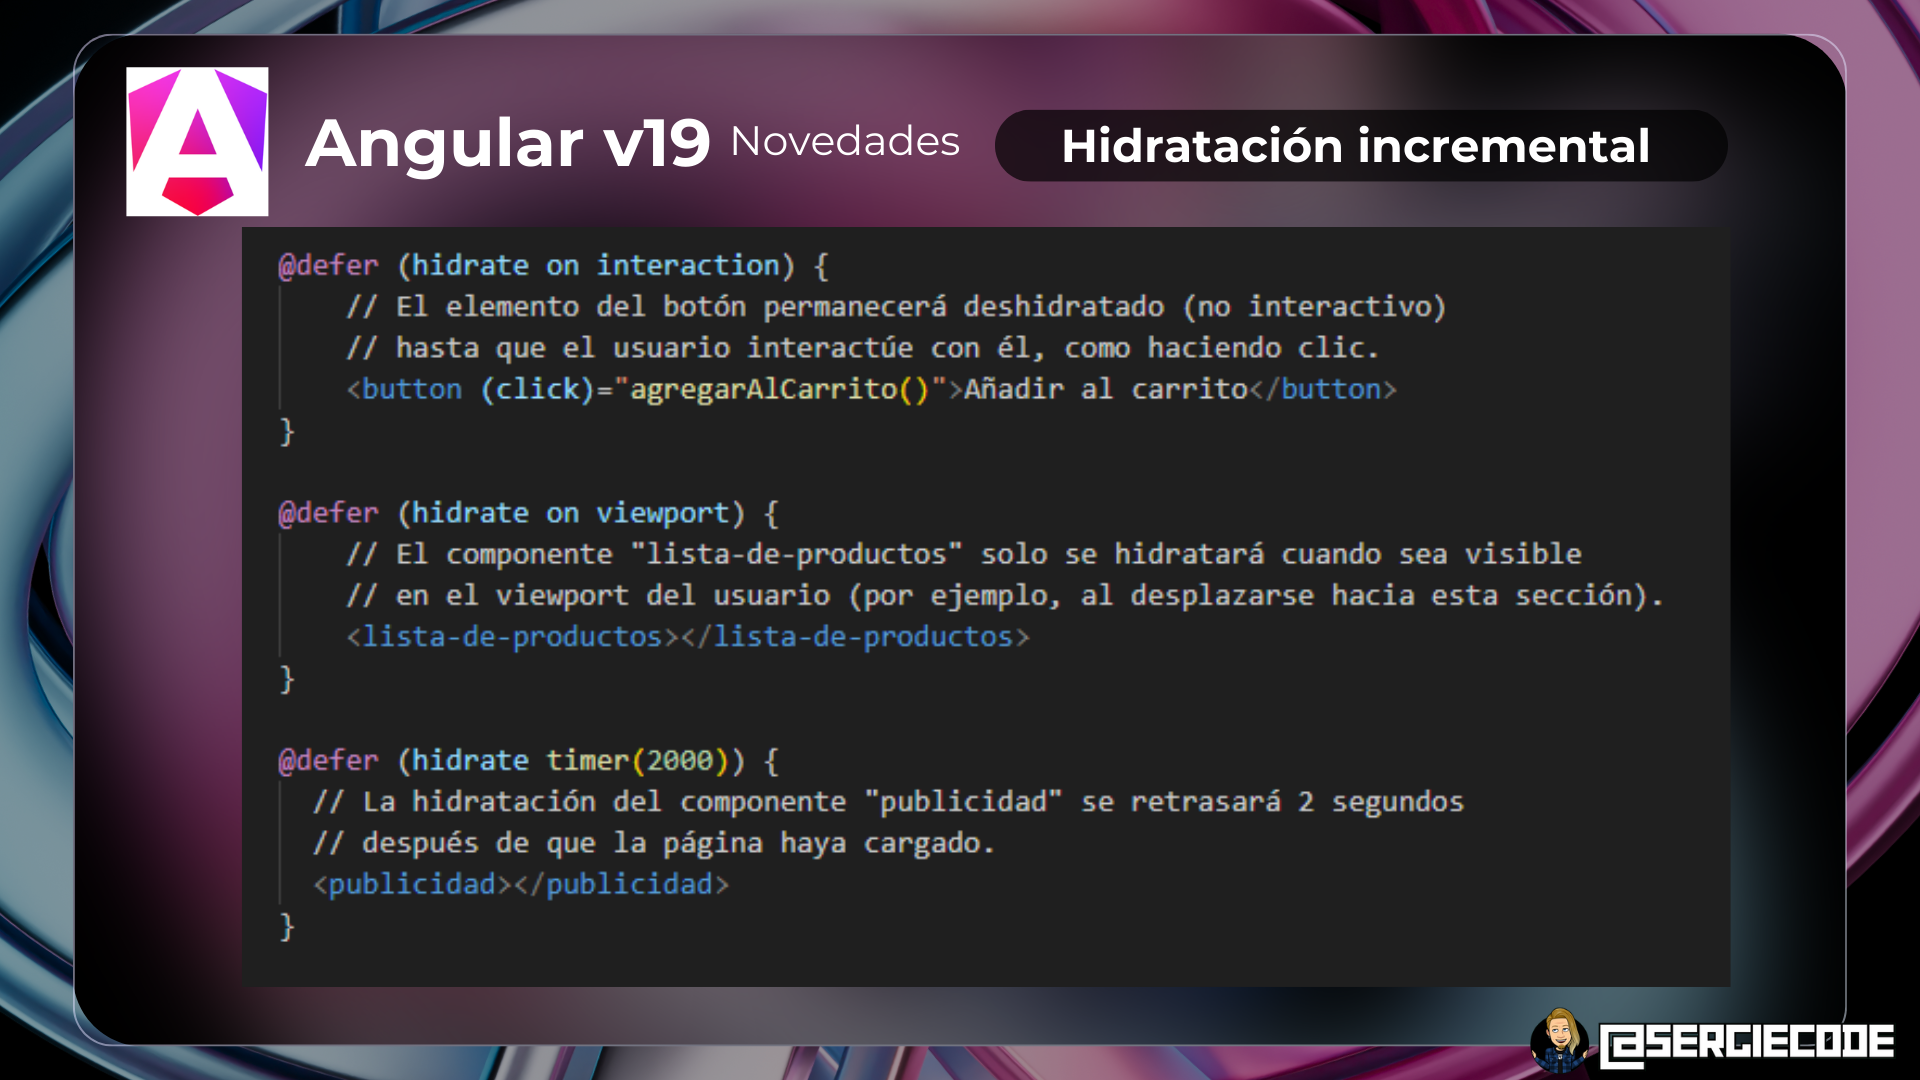 Angular v19 Novedades Hidratación incremental
@defer (hidrate on interaction) {
// El elemento del botón permanecerá deshidratado (no interactivo)
// hasta que el usuario interactúe con él, como haciendo clic.
<button (click)="agregarAlCarrito()">Añadir al carrito</button>
}
@defer (hidrate on viewport) {
// El componente "lista-de-productos" solo se hidratará cuando sea visible
// en el viewport del usuario (por ejemplo, al desplazarse hacia esta sección).
<lista-de-productos></lista-de-productos>
}
@defer (hidrate timer(2000)) {
// La hidratación del componente "publicidad" se retrasará 2 segundos
// después de que la página haya cargado.
<publicidad></publicidad>
}
@SERGIECODE